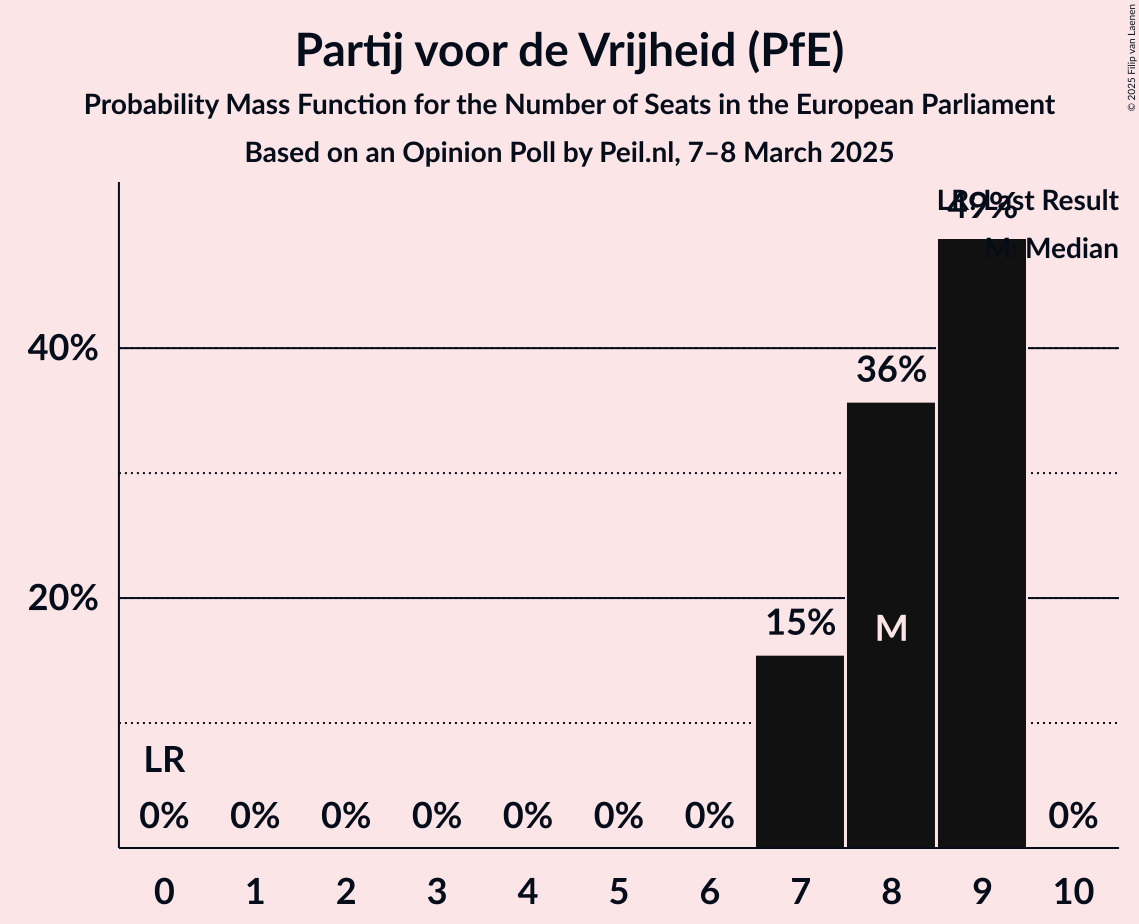 Partij voor de Vrijheid (PfE)
Probability Mass Function for the Number of Seats in the European Parliament
Based on an Opinion Poll by Peil.nl, 7–8 March 2025
© 2025 Filip van Laenen
LR: Last Result
49%
M: Median
40%
36%
20%
15%
M
LR
0% 0% 0% 0% 0% 0% 0% 0%
0 1 2 3 4 5 6 7 8 9 10